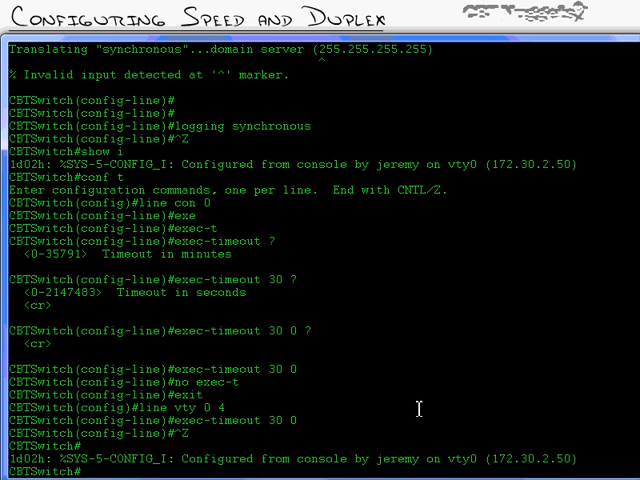 Configuring Speed and Duplex
Translating "synchronous"...domain server (255.255.255.255)
^
% Invalid input detected at '^' marker.
CBTSwitch(config-line)#
CBTSwitch(config-line)#
CBTSwitch(config-line)#logging synchronous
CBTSwitch(config-line)#^Z
CBTSwitch#show i
1d02h: %SYS-5-CONFIG_I: Configured from console by jeremy on vty0 (172.30.2.50)
CBTSwitch#conf t
Enter configuration commands, one per line.  End with CNTL/Z.
CBTSwitch(config)#line con 0
CBTSwitch(config-line)#exe
CBTSwitch(config-line)#exec-t
CBTSwitch(config-line)#exec-timeout ?
<0-35791>  Timeout in minutes
CBTSwitch(config-line)#exec-timeout 30 ?
<0-2147483>  Timeout in seconds
<cr>
CBTSwitch(config-line)#exec-timeout 30 0 ?
<cr>
CBTSwitch(config-line)#exec-timeout 30 0
CBTSwitch(config-line)#no exec-t
CBTSwitch(config-line)#exit
CBTSwitch(config)#line vty 0 4
CBTSwitch(config-line)#exec-timeout 30 0
CBTSwitch(config-line)#^Z
CBTSwitch#
1d02h: %SYS-5-CONFIG_I: Configured from console by jeremy on vty0 (172.30.2.50)
CBTSwitch#